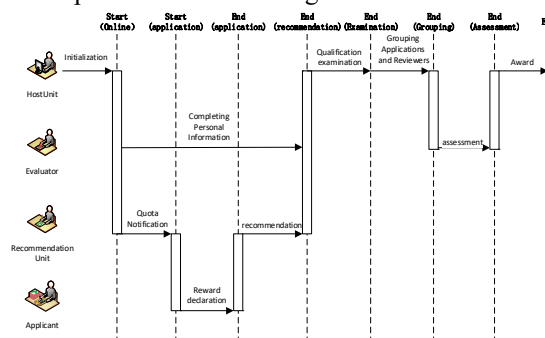 Start
(Online)
Start
(application)
End
(application)
End
(recommendation)
End
(Examination)
End
(Grouping)
End
(Assessment)
Initialization
Qualification
examination
Grouping
Applications
and Reviewers
Award
HostUnit
Completing
Personal
Information
assessment
Evaluator
Quota
Notification
recommendation
Recommendation
Unit
Reward
declaration
Applicant